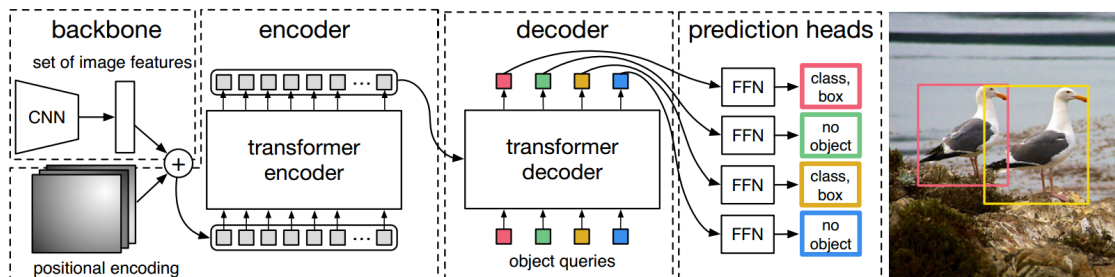 backbone
set of image features
CNN
+
positional encoding
encoder
...
transformer
encoder
...
decoder
transformer
decoder
object queries
prediction heads
FFN
class,
box
FFN
no
object
FFN
class,
box
FFN
no
object